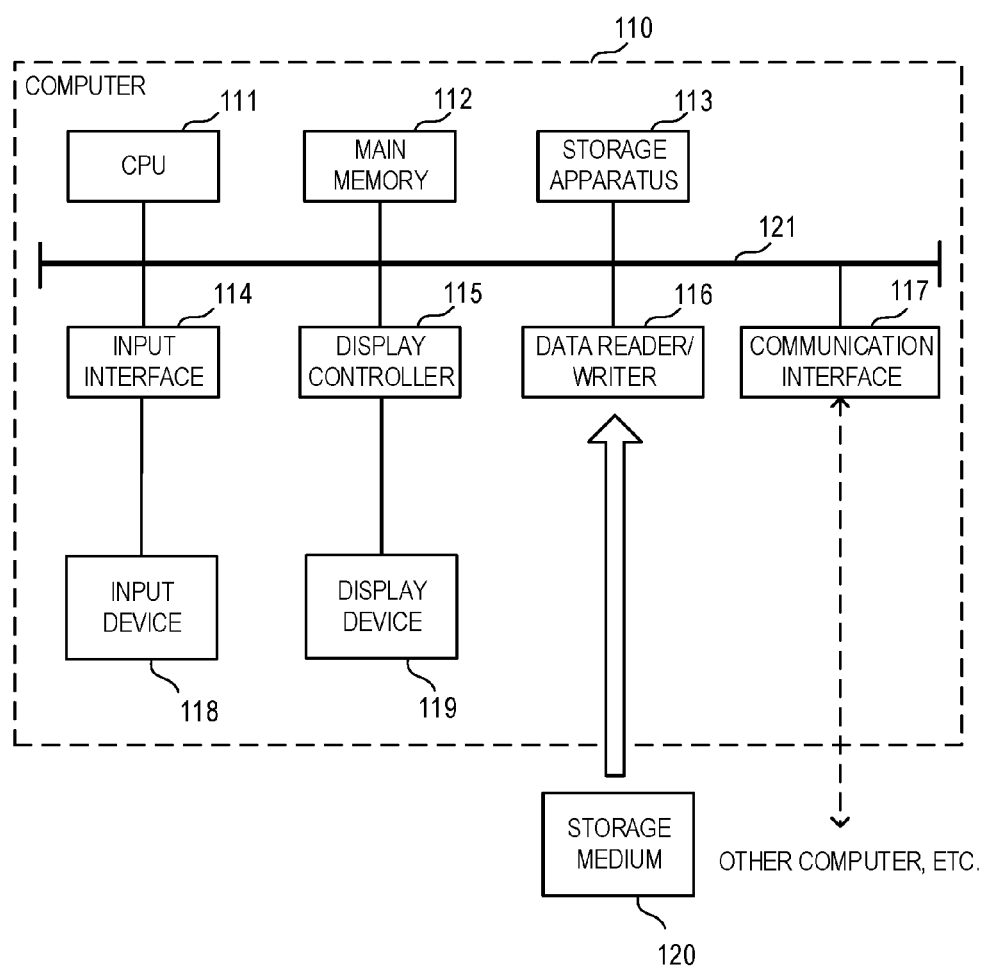 110
COMPUTER
111
112
113
CPU
MAIN
MEMORY
STORAGE
APPARATUS
121
114
115
116
117
INPUT
INTERFACE
DISPLAY
CONTROLLER
DATA READER/
WRITER
COMMUNICATION
INTERFACE
INPUT
DEVICE
DISPLAY
DEVICE
118
119
STORAGE
MEDIUM
OTHER COMPUTER, ETC.
120